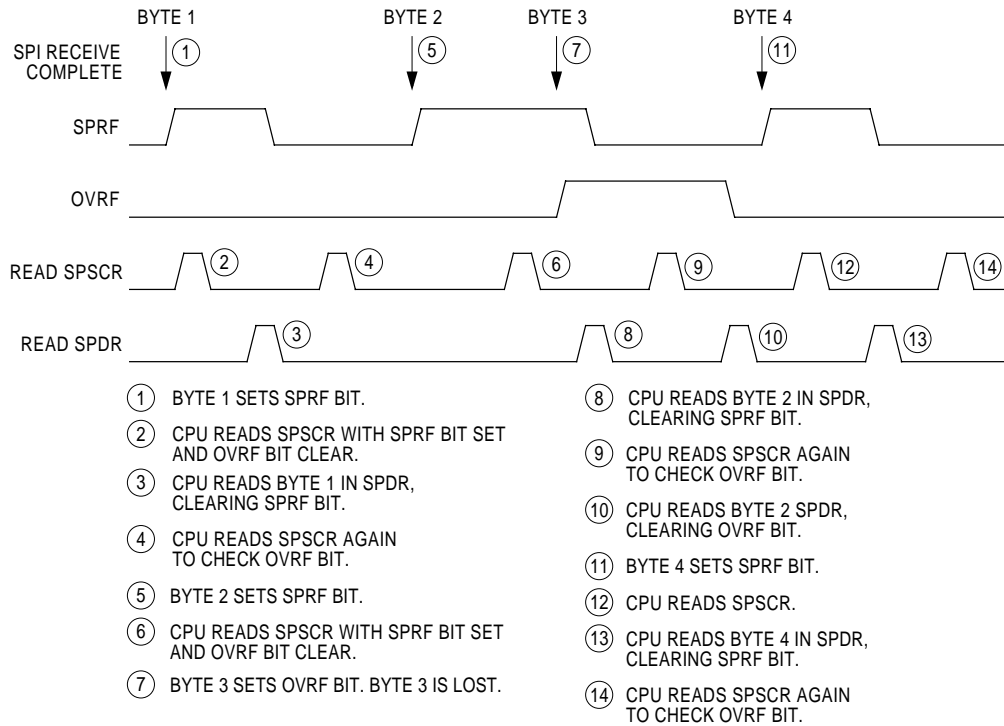 BYTE 1 BYTE 2 BYTE 3 BYTE 4
SPI RECEIVE
COMPLETE
1 5 7 11
SPRF
OVRF
READ SPSCR
2 4 6 9 12 14
READ SPDR
3 8 10 13
1 BYTE 1 SETS SPRF BIT.
2 CPU READS SPSCR WITH SPRF BIT SET
AND OVRF BIT CLEAR.
3 CPU READS BYTE 1 IN SPDR,
CLEARING SPRF BIT.
4 CPU READS SPSCR AGAIN
TO CHECK OVRF BIT.
5 BYTE 2 SETS SPRF BIT.
6 CPU READS SPSCR WITH SPRF BIT SET
AND OVRF BIT CLEAR.
7 BYTE 3 SETS OVRF BIT. BYTE 3 IS LOST.
8 CPU READS BYTE 2 IN SPDR,
CLEARING SPRF BIT.
9 CPU READS SPSCR AGAIN
TO CHECK OVRF BIT.
10 CPU READS BYTE 2 SPDR,
CLEARING OVRF BIT.
11 BYTE 4 SETS SPRF BIT.
12 CPU READS SPSCR.
13 CPU READS BYTE 4 IN SPDR,
CLEARING SPRF BIT.
14 CPU READS SPSCR AGAIN
TO CHECK OVRF BIT.